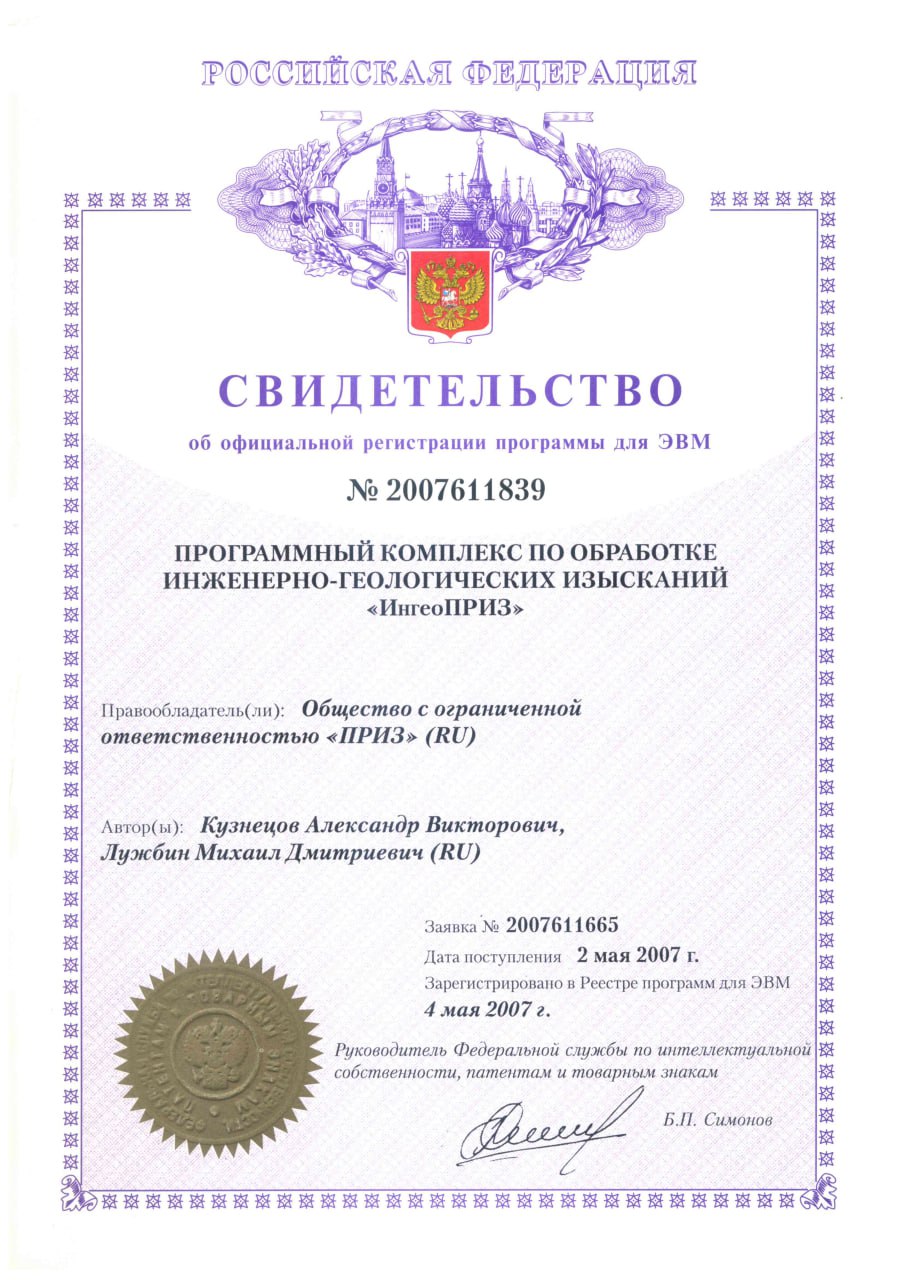 РОССИЙСКАЯ ФЕДЕРАЦИЯ
СВИДЕТЕЛЬСТВО
об официальной регистрации программы для ЭВМ
№ 2007611839
ПРОГРАММНЫЙ КОМПЛЕКС ПО ОБРАБОТКЕ
ИНЖЕНЕРНО-ГЕОЛОГИЧЕСКИХ ИЗЫСКАНИЙ
«ИнгеоПРИЗ»
Правообладатель(ли): Общество с ограниченной
ответственностью «ПРИЗ» (RU)
Автор(ы): Кузнецов Александр Викторович,
Лужбин Михаил Дмитриевич (RU)
Заявка № 2007611665
Дата поступления 2 мая 2007 г.
Зарегистрировано в Реестре программ для ЭВМ
4 мая 2007 г.
Руководитель Федеральной службы по интеллектуальной
собственности, патентам и товарным знакам
Б.П. Симонов